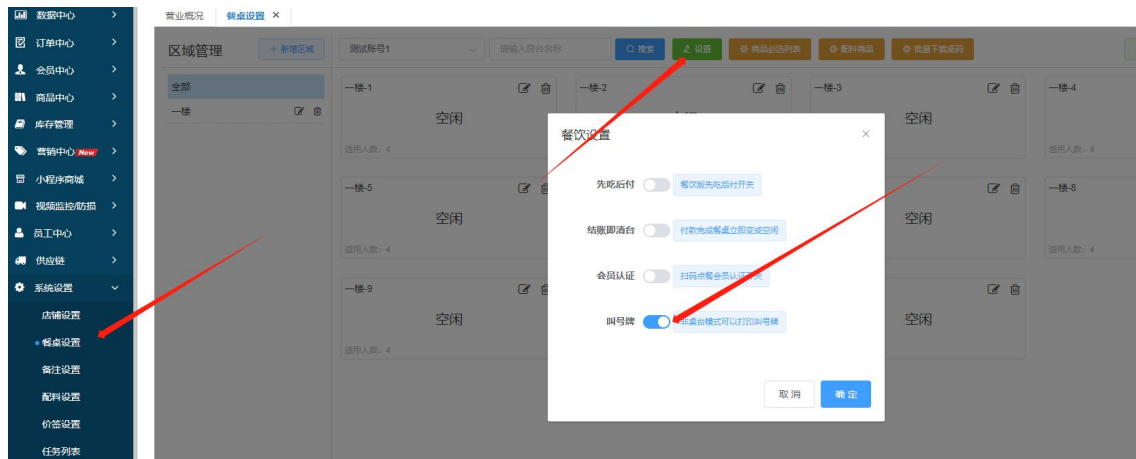 数据中心
订单中心
会员中心
商品中心
库存管理
营销中心 New
小程序商城
视频监控/防损
员工中心
供应链
系统设置
店铺设置
餐桌设置
备注设置
配料设置
价签设置
任务列表
营业概况 餐桌设置 ×
区域管理 + 新增区域
全部
一楼
测试账号1 请输入房台名称 搜索 设置 商品必选列表 配料商品 批量下载桌码
一楼-1 一楼-2 一楼-3 一楼-4
空闲 空闲
适用人数：4 适用人数：4
一楼-5 一楼-8
空闲 空闲
适用人数：4 适用人数：4
一楼-9
空闲 空闲
适用人数：4
餐饮设置 ×
先吃后付 餐饮版先吃后付开关
结账即清台 付款完成餐桌立即变成空闲
会员认证 扫码点餐会员认证开关
叫号牌 非桌台模式可以打印叫号牌
取消 确定